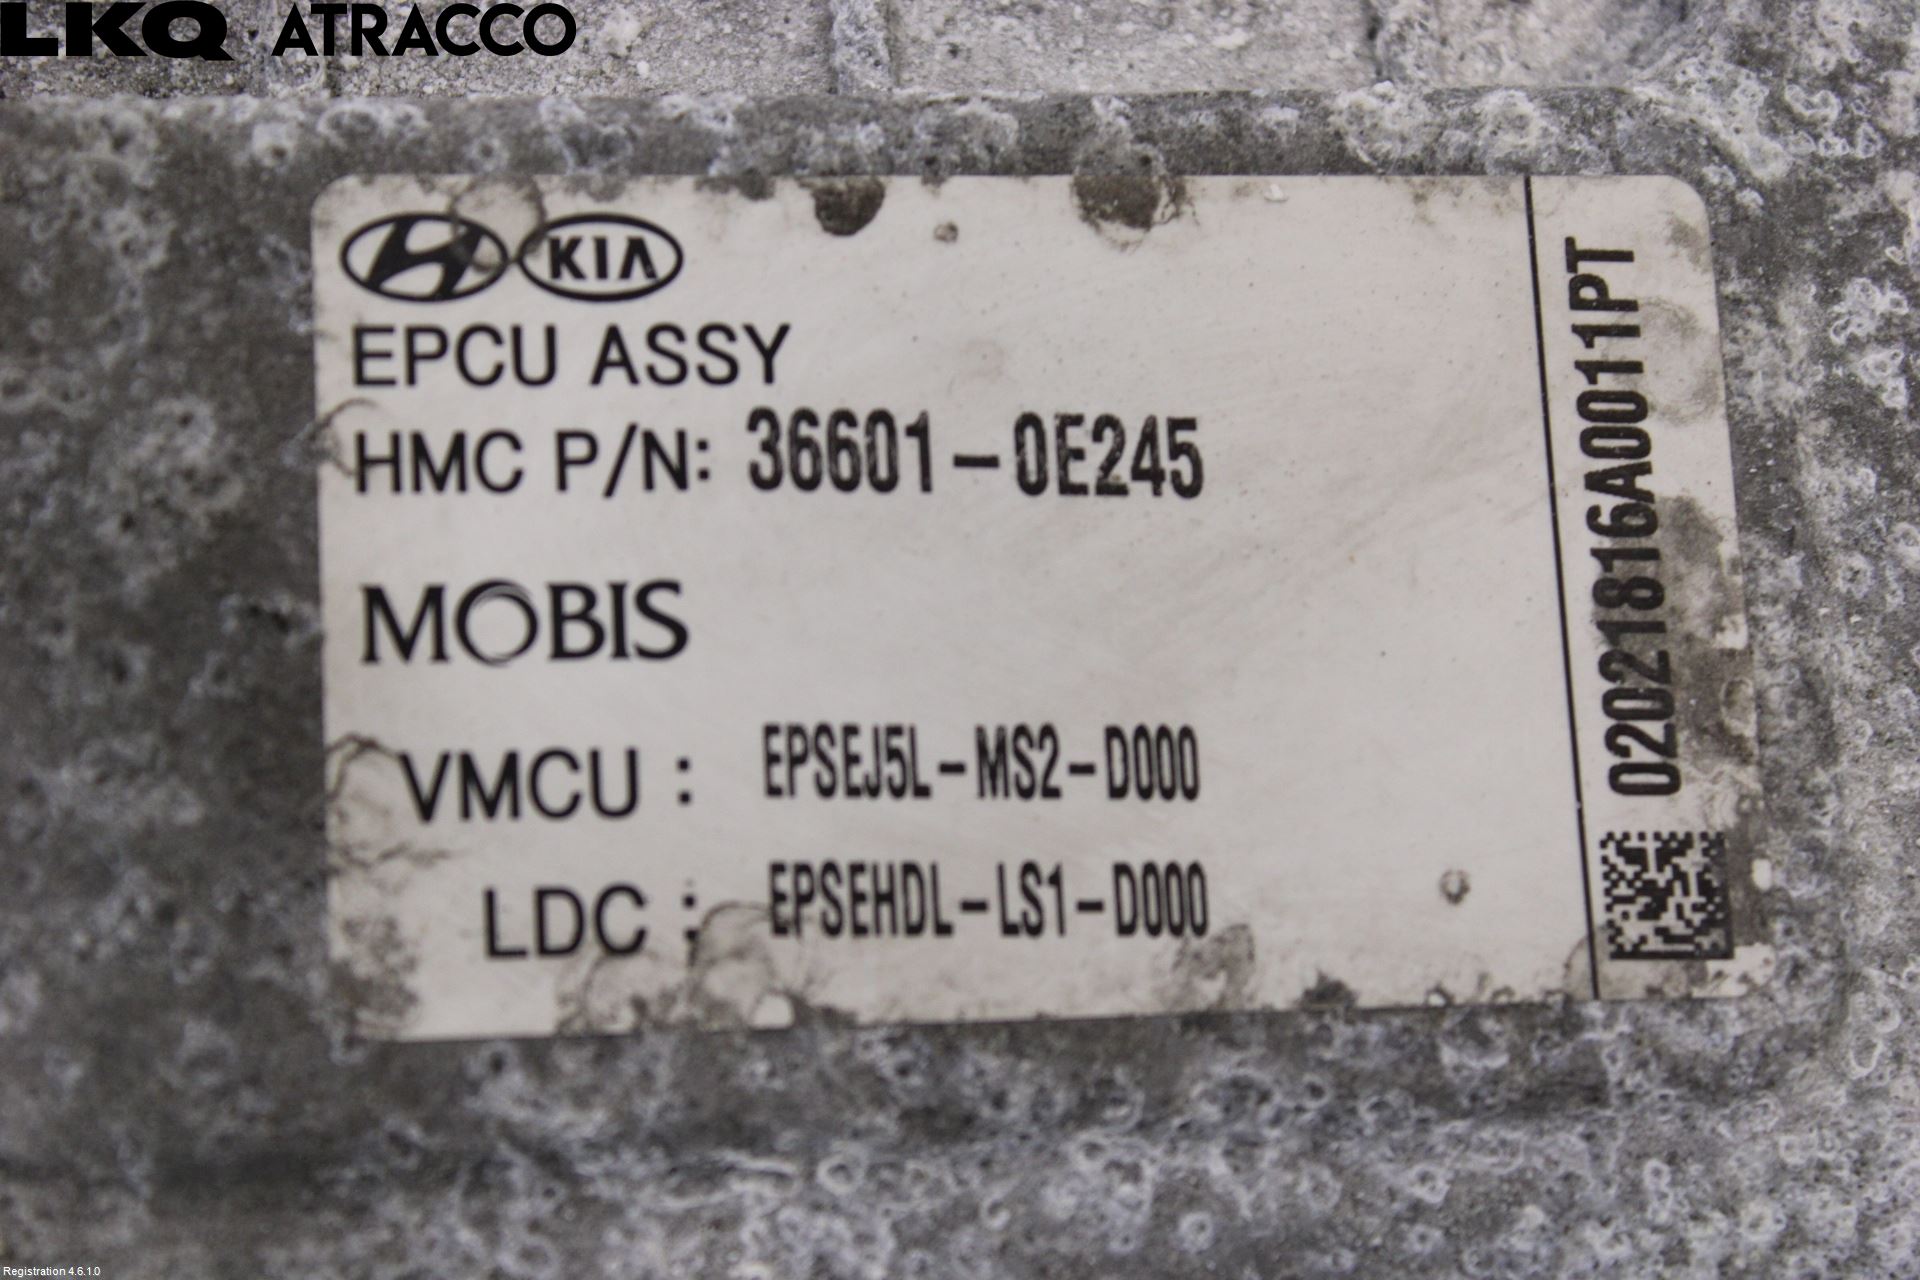 LKQ ATRACCO
KIA
EPCU ASSY
HMC P/N: 36601-0E245
MOBIS
VMCU : EPSEJ5L-MS2-D000
LDC : EPSEHDL-LS1-D000
02021816A0011PT
Registration 4.6.1.0